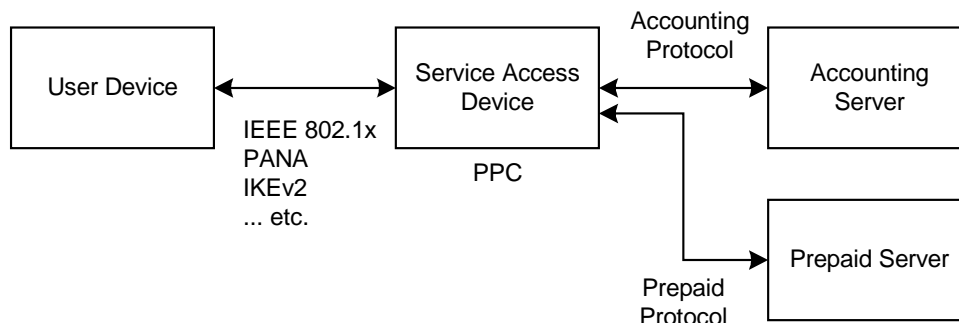 Accounting
Protocol
User Device
Service Access
Device
Accounting
Server
IEEE 802.1x
PANA
IKEv2
... etc.
PPC
Prepaid Server
Prepaid
Protocol